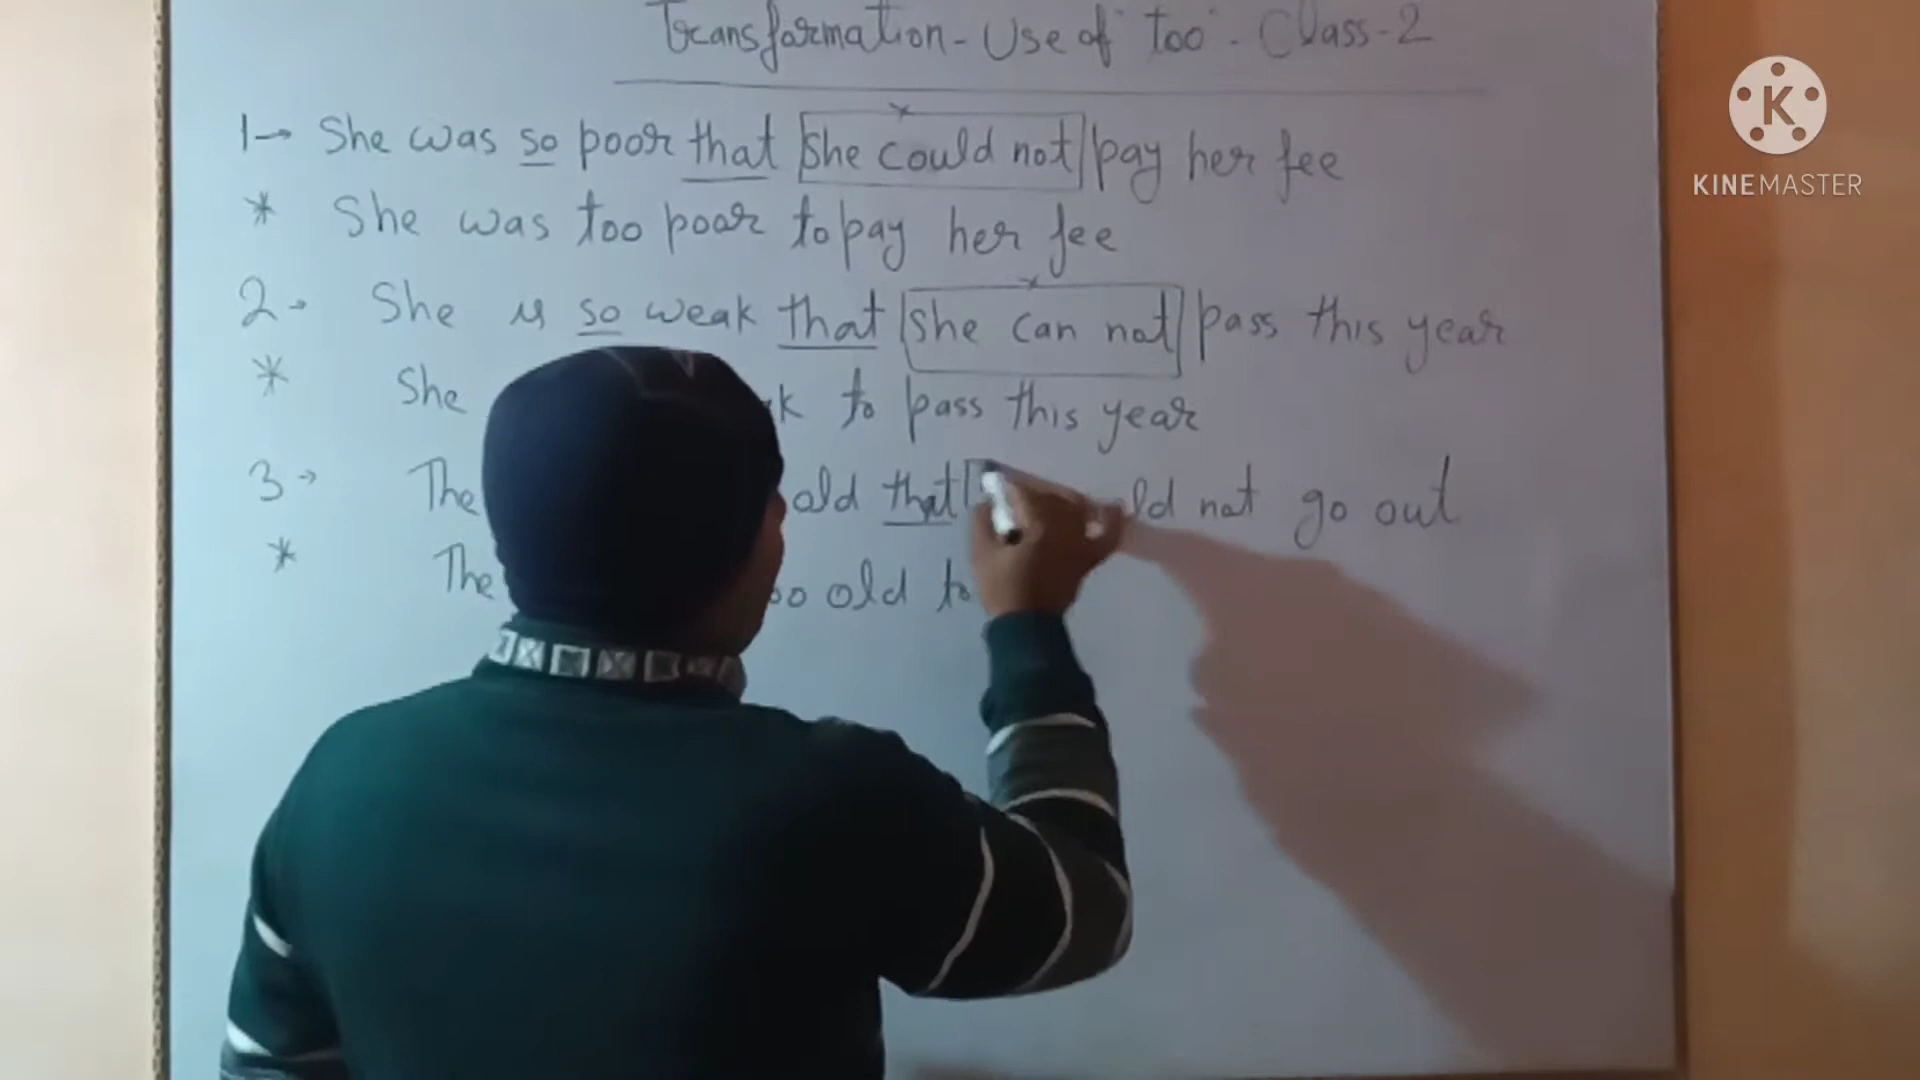 Transformation - Use of "too" - Class-2
1→ She was so poor that she could not pay her fee
* She was too poor to pay her fee
2→ She is so weak that she can not pass this year
* She to pass this year
3→ The old that not go out
* The old to
KINEMASTER